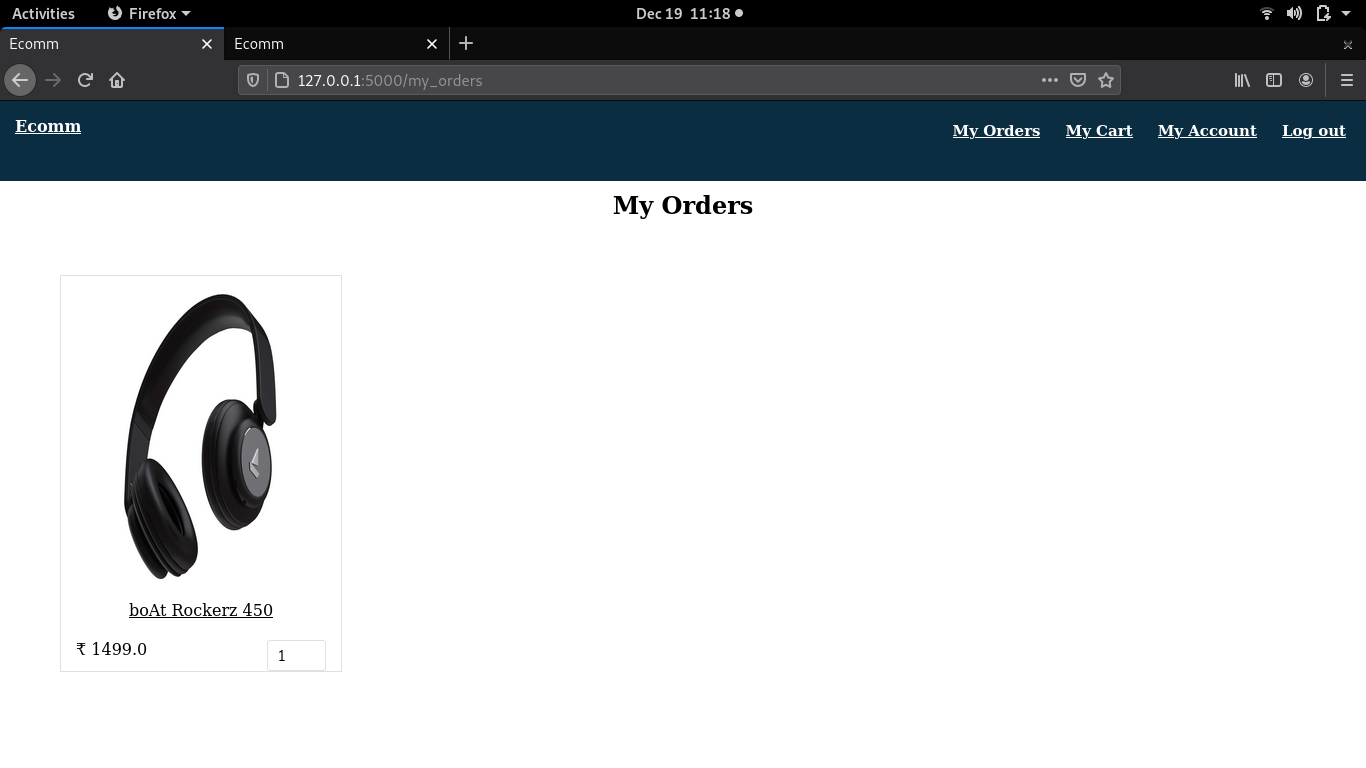 Activities Firefox Dec 19 11:18
Ecomm Ecomm
127.0.0.1:5000/my_orders
Ecomm My Orders My Cart My Account Log out
My Orders
boAt Rockerz 450
₹ 1499.0 1